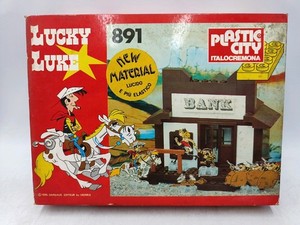 LUCKY
LUKE
891
NEW
MATERIAL
LUCIDO
E PIÙ ELASTICO
PLASTIC
CITY
ITALOCREMONA
BANK